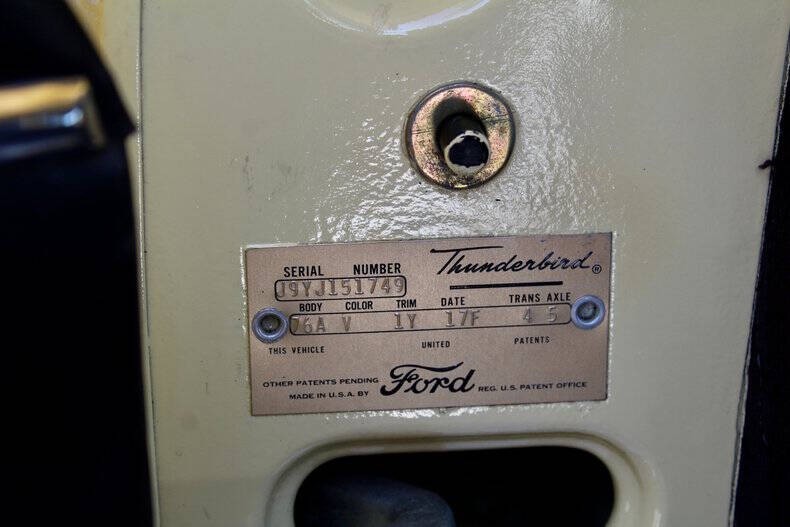 SERIAL NUMBER Thunderbird®
J9YJ151749
BODY COLOR TRIM DATE TRANS AXLE
76A V 1Y 17F 4 5
THIS VEHICLE UNITED PATENTS
OTHER PATENTS PENDING Ford REG. U.S. PATENT OFFICE
MADE IN U.S.A. BY